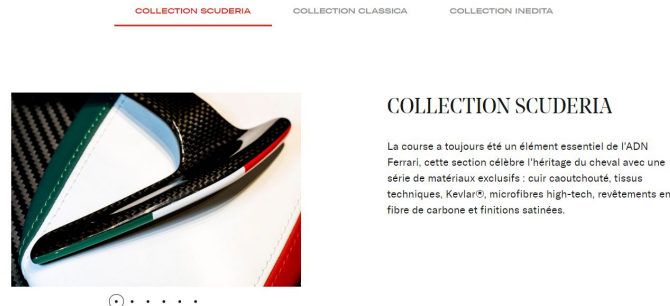 COLLECTION SCUDERIA COLLECTION CLASSICA COLLECTION INEDITA
COLLECTION SCUDERIA
La course a toujours été un élément essentiel de l'ADN
Ferrari, cette section célèbre l'héritage du cheval avec une
série de matériaux exclusifs : cuir caoutchouté, tissus
techniques, Kevlar®, microfibres high-tech, revêtements en
fibre de carbone et finitions satinées.